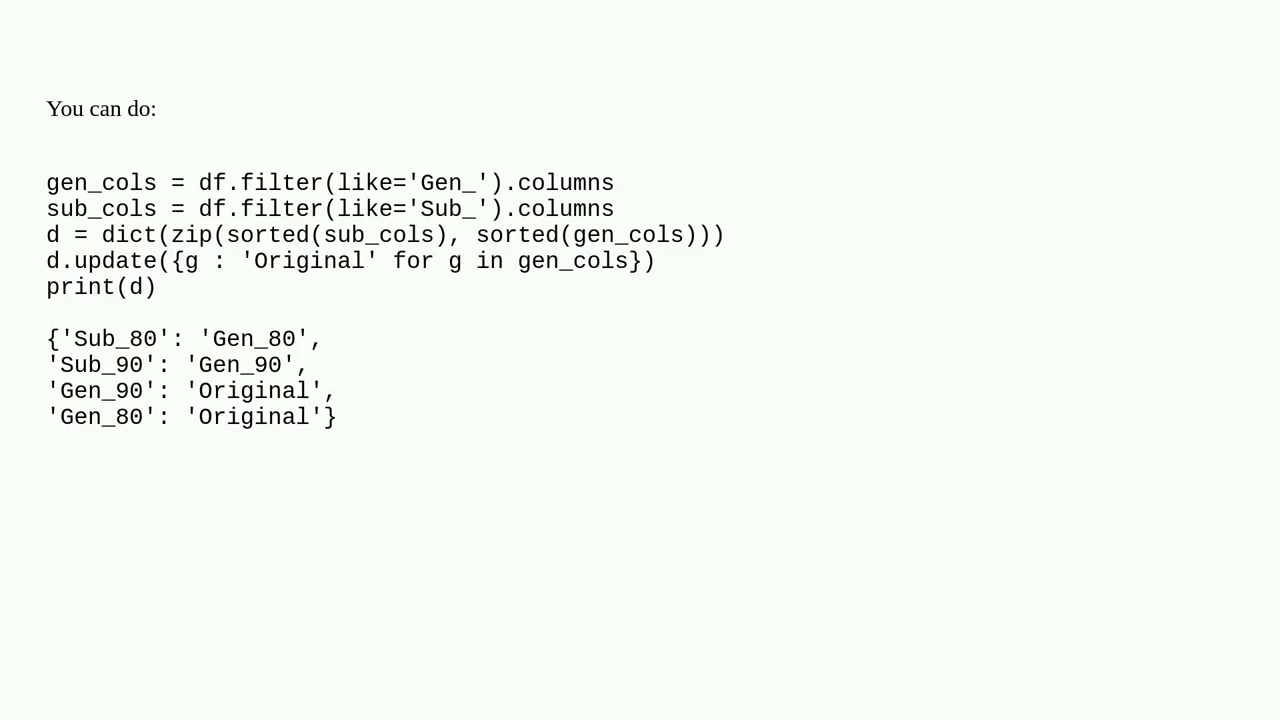 You can do:
gen_cols = df.filter(like='Gen_').columns
sub_cols = df.filter(like='Sub_').columns
d = dict(zip(sorted(sub_cols), sorted(gen_cols)))
d.update({g : 'Original' for g in gen_cols})
print(d)
{'Sub_80': 'Gen_80',
'Sub_90': 'Gen_90',
'Gen_90': 'Original',
'Gen_80': 'Original'}